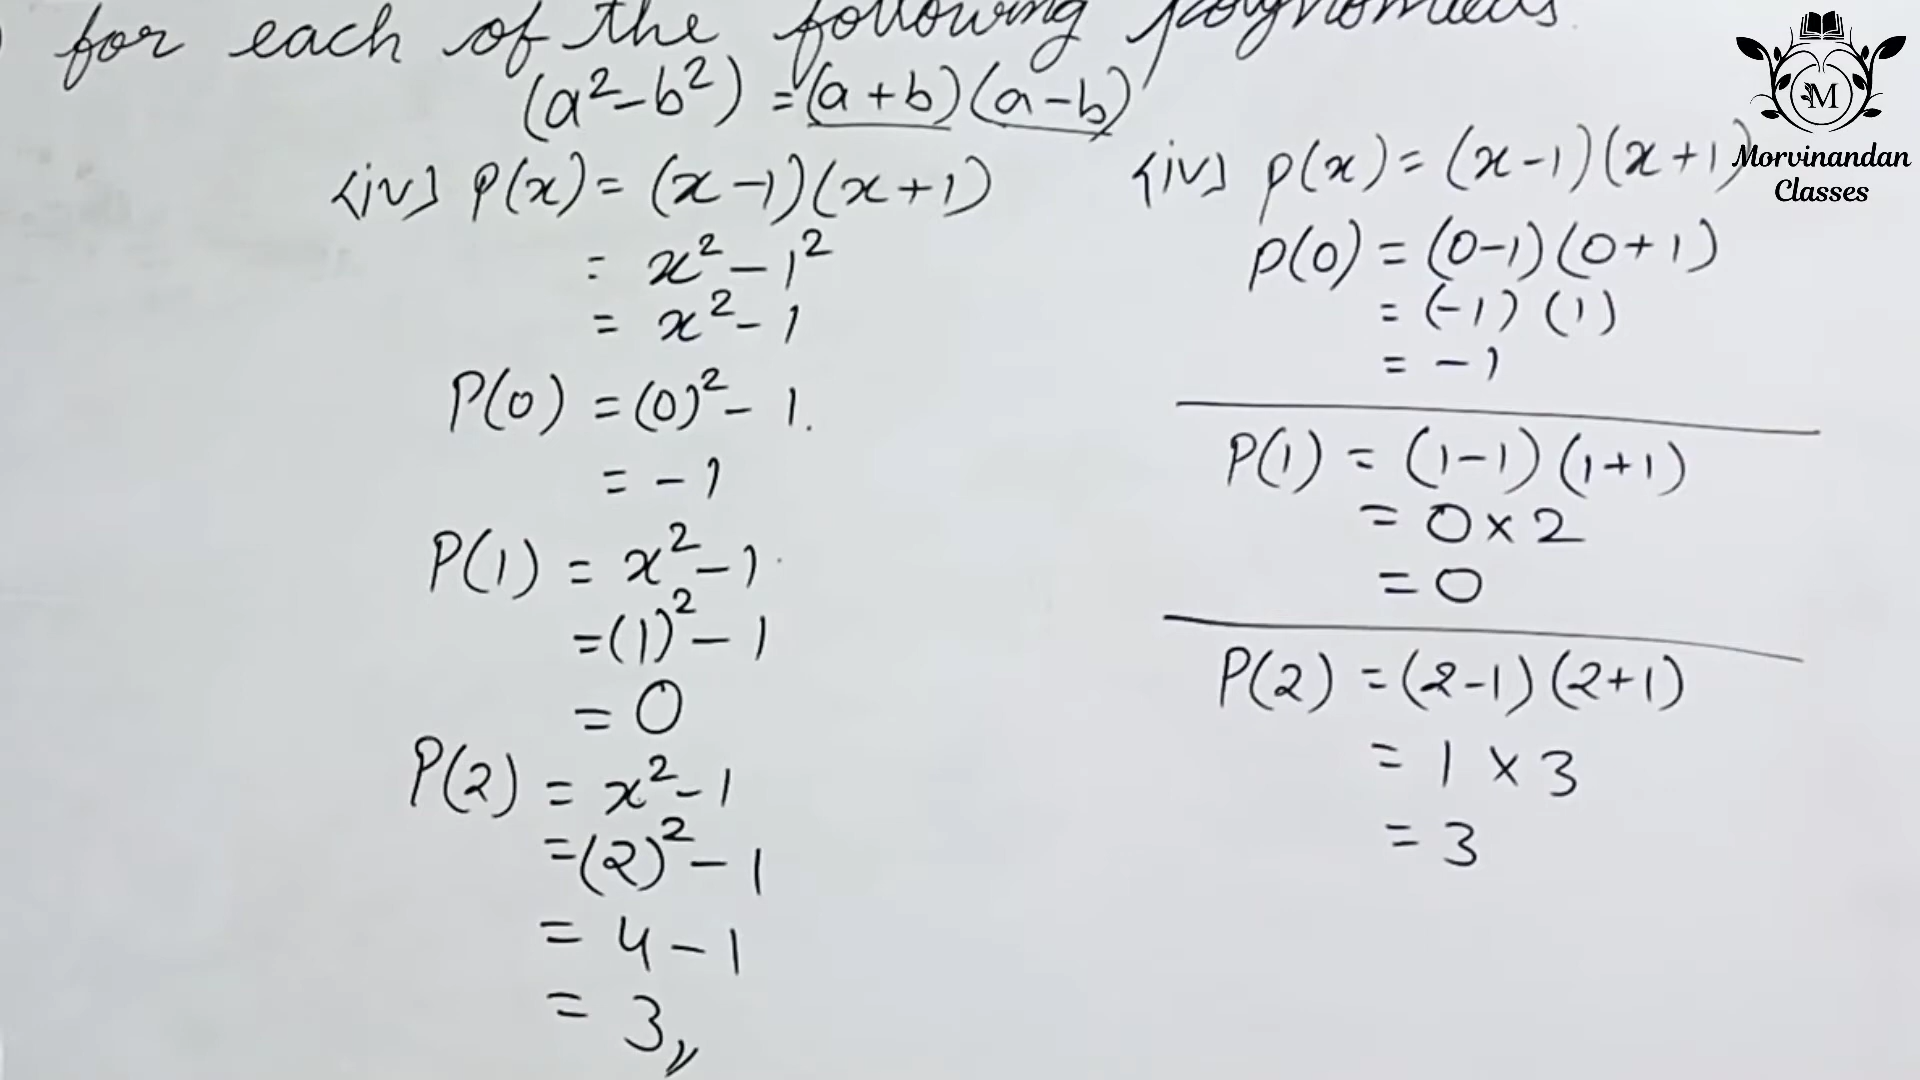 for each of the following polynomials.
(a²-b²) = (a+b)(a-b)
(iv) p(x) = (x-1)(x+1)
= x²-1²
= x²-1
P(0) = (0)²-1.
= -1
P(1) = x²-1
= (1)²-1
= 0
P(2) = x²-1
= (2)²-1
= 4-1
= 3
(iv) p(x) = (x-1)(x+1)
p(0) = (0-1)(0+1)
= (-1)(1)
= -1
P(1) = (1-1)(1+1)
= 0×2
= 0
P(2) = (2-1)(2+1)
= 1×3
= 3
M
Morvinandan
Classes